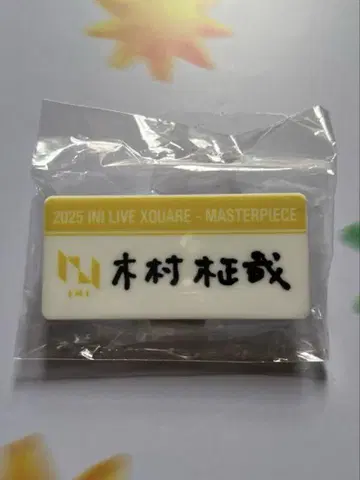 2025 INI LIVE XQUARE - MASTERPIECE
木村柾哉
INI